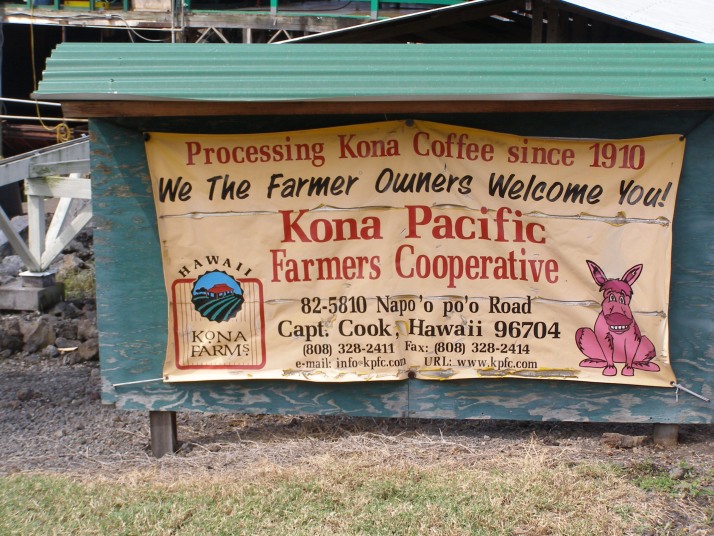 Processing Kona Coffee since 1910
We The Farmer Owners Welcome You!
Kona Pacific
Farmers Cooperative
82-5810 Napo'o po'o Road
Capt. Cook, Hawaii 96704
(808) 328-2411 Fax: (808) 328-2414
e-mail: info@kpfc.com URL: www.kpfc.com
HAWAII
KONA
FARMS